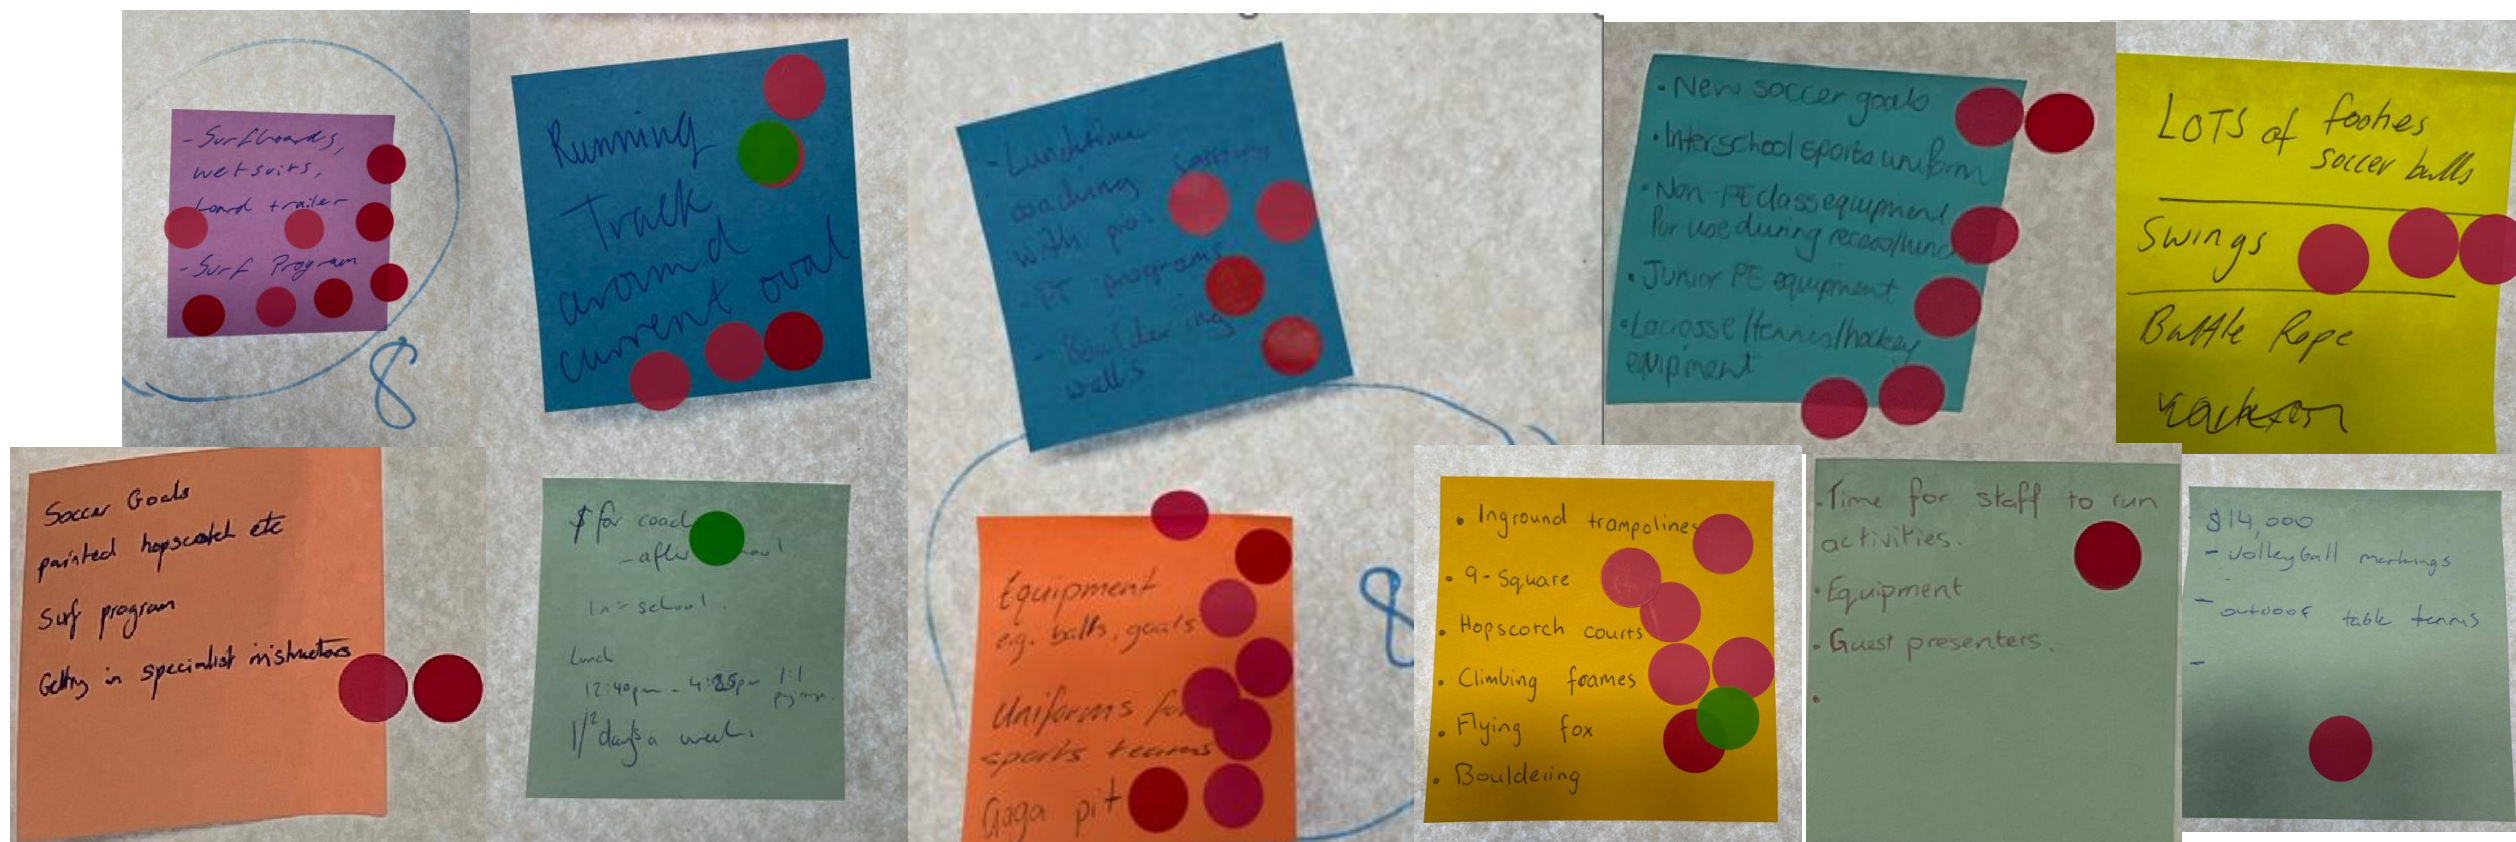 - Surfboards,
wetsuits,
board trailer
- Surf Program
8
Running
Track
around
current oval.
- Lunchtime
coaching sessions
with
- PE programs
- Bouldering
walls
• New soccer goals
• Interschool sports uniform
• Non-PE class equipment
for use during recess/lunch
• Junior PE equipment
• Lacrosse/tennis/hockey
equipment
LOTS of footies
soccer balls
Swings
Battle Rope
Soccer Goals
painted hopscotch etc
Surf program
Getting in specialist instructors
$ for coach
- after
In-school.
Lunch
12:40pm -
1/2 days a week.
Equipment
e.g. balls, goals
Uniforms for
sports teams
Gaga pit
8
• Inground trampolines
• 9-Square
• Hopscotch courts
• Climbing foames
• Flying fox
• Bouldering
• Time for staff to run
activities.
• Equipment
• Guest presenters.
•
$14,000
- Volleyball markings
- outdoor table tennis
-